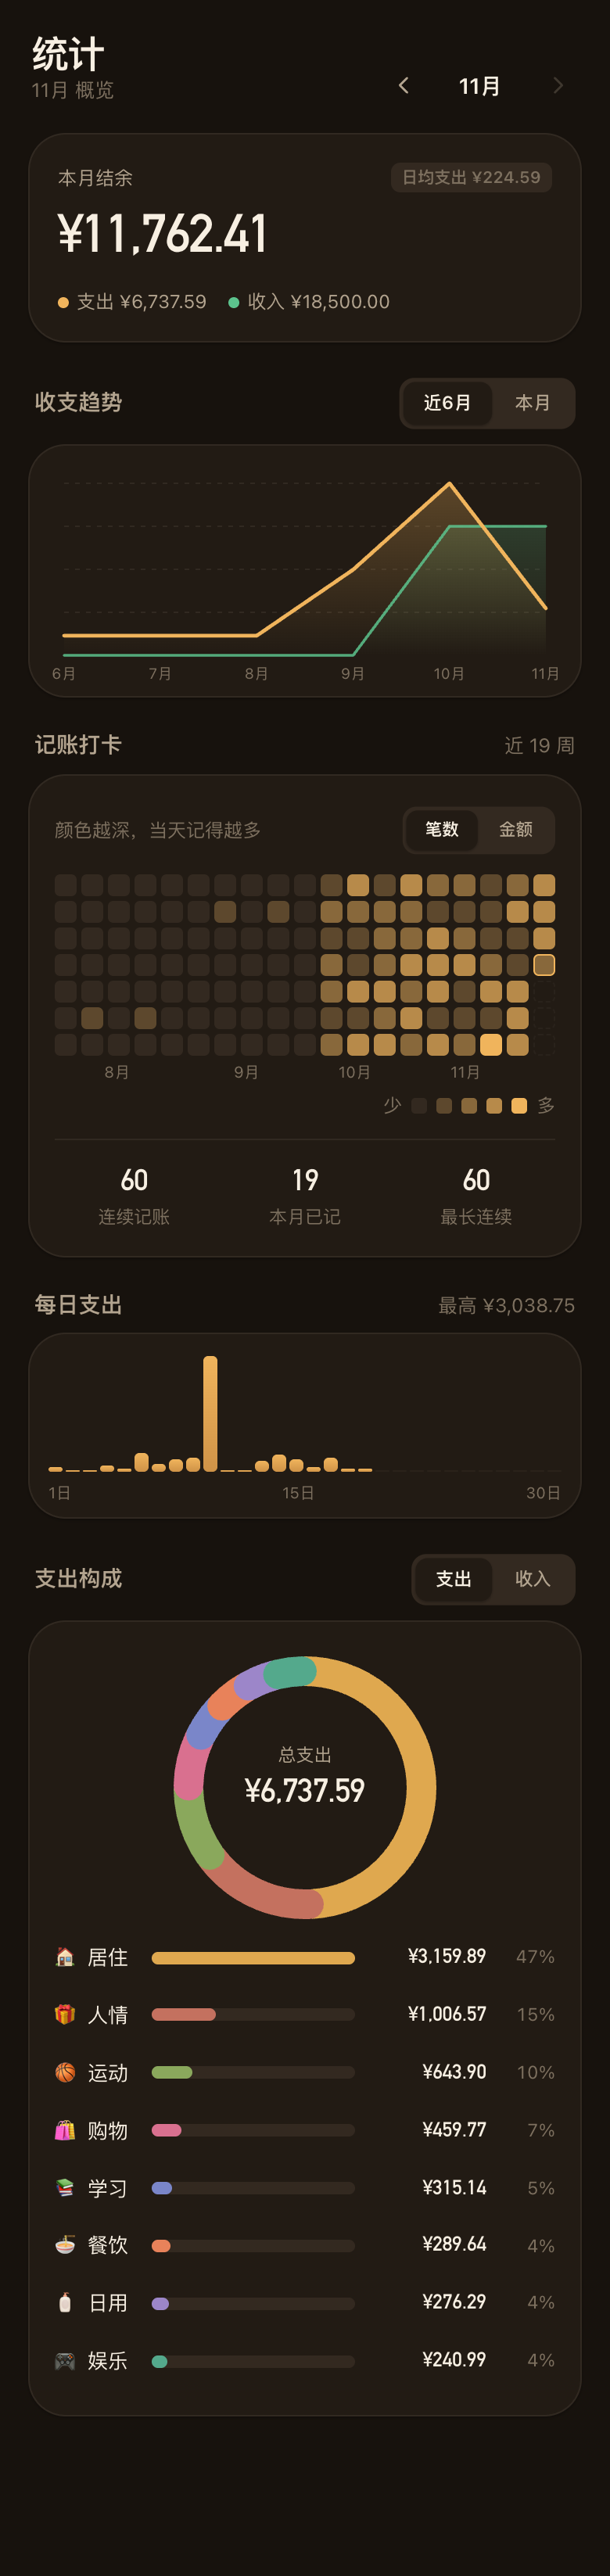 统计
11月 概览
11月
本月结余
日均支出 ¥224.59
¥11,762.41
支出 ¥6,737.59 收入 ¥18,500.00
收支趋势
近6月 本月
6月 7月 8月 9月 10月 11月
记账打卡
近 19 周
颜色越深，当天记得越多
笔数 金额
8月 9月 10月 11月
少 多
60 19 60
连续记账 本月已记 最长连续
每日支出
最高 ¥3,038.75
1日 15日 30日
支出构成
支出 收入
总支出
¥6,737.59
居住 ¥3,159.89 47%
人情 ¥1,006.57 15%
运动 ¥643.90 10%
购物 ¥459.77 7%
学习 ¥315.14 5%
餐饮 ¥289.64 4%
日用 ¥276.29 4%
娱乐 ¥240.99 4%